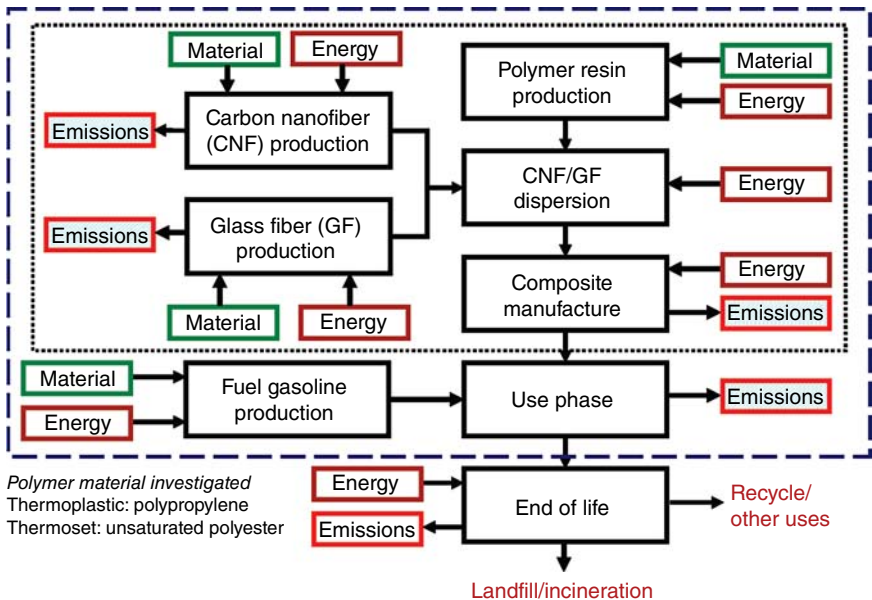 Material
Energy
Emissions
Carbon nanofiber
(CNF) production
Polymer resin
production
Material
Energy
Emissions
Glass fiber (GF)
production
CNF/GF
dispersion
Energy
Material
Energy
Composite
manufacture
Energy
Emissions
Material
Energy
Fuel gasoline
production
Use phase
Emissions
Polymer material investigated
Thermoplastic: polypropylene
Thermoset: unsaturated polyester
Energy
Emissions
End of life
Recycle/
other uses
Landfill/incineration